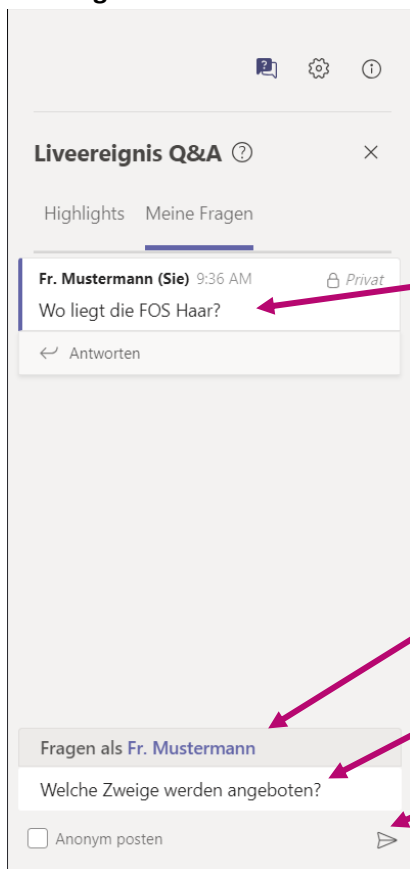 Liveereignis Q&A
Highlights Meine Fragen
Fr. Mustermann (Sie) 9:36 AM Privat
Wo liegt die FOS Haar?
Antworten
Fragen als Fr. Mustermann
Welche Zweige werden angeboten?
Anonym posten